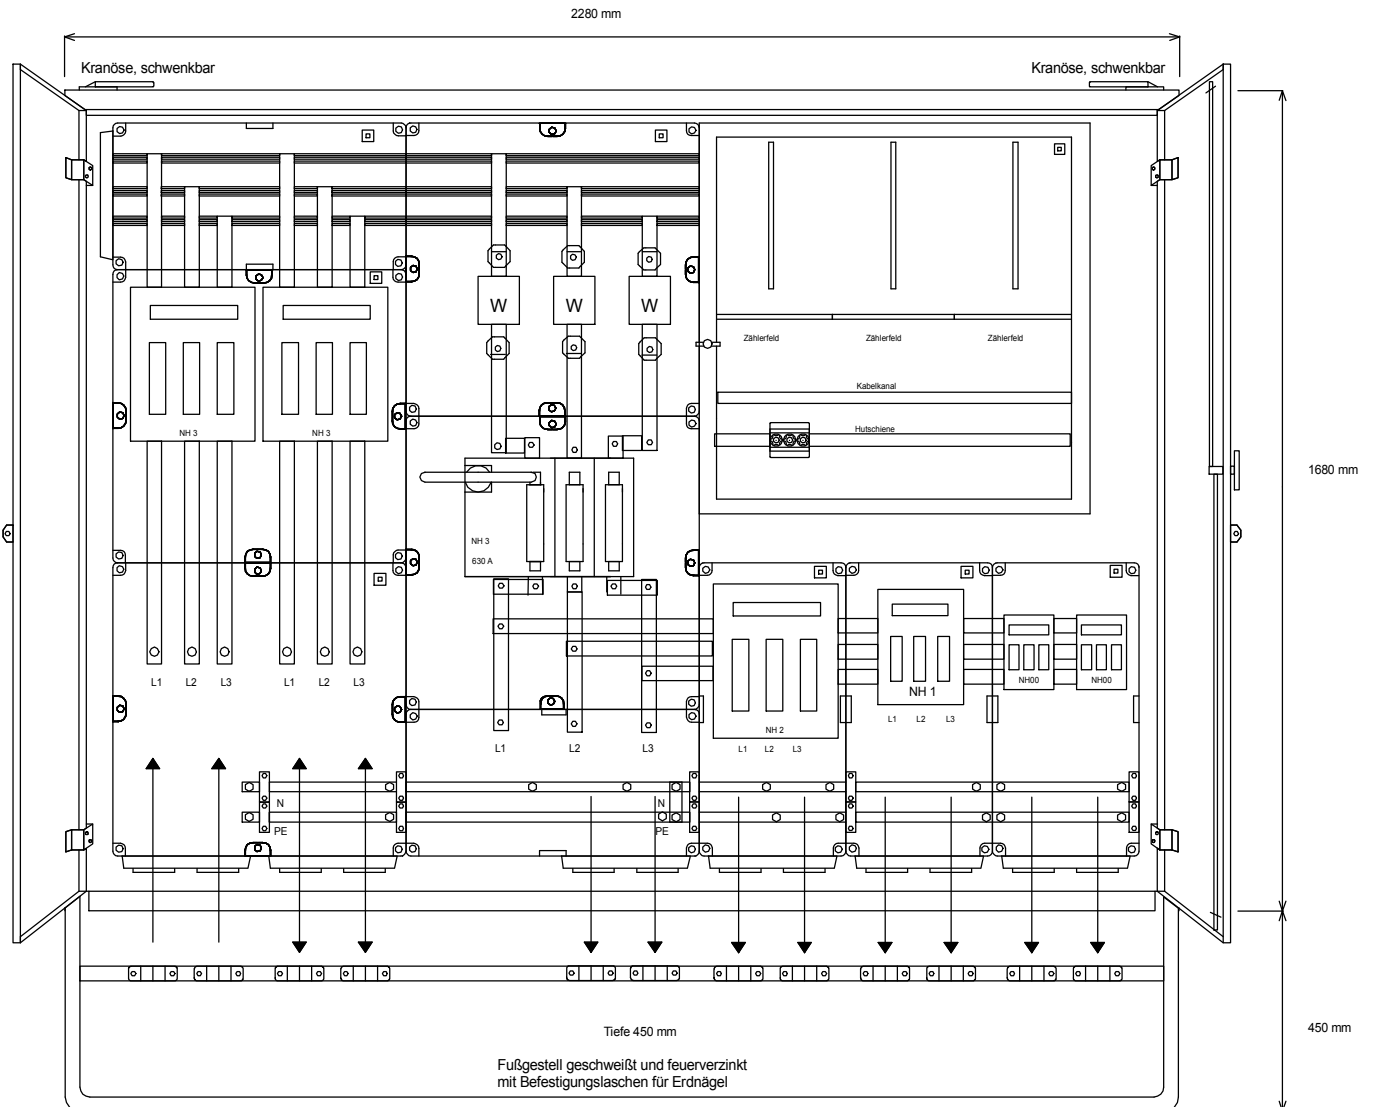 2280 mm
Kranöse, schwenkbar
Kranöse, schwenkbar
W
W
W
Zählerfeld
Zählerfeld
Zählerfeld
Kabelkanal
Hutschiene
NH 3
NH 3
1680 mm
NH 3
630 A
L1
L2
L3
L1
L2
L3
NH00
NH00
NH 1
L1
L2
L3
NH 2
L1
L2
L3
L1
L2
L3
N
PE
N
PE
Tiefe 450 mm
450 mm
Fußgestell geschweißt und feuerverzinkt
mit Befestigungslaschen für Erdnägel